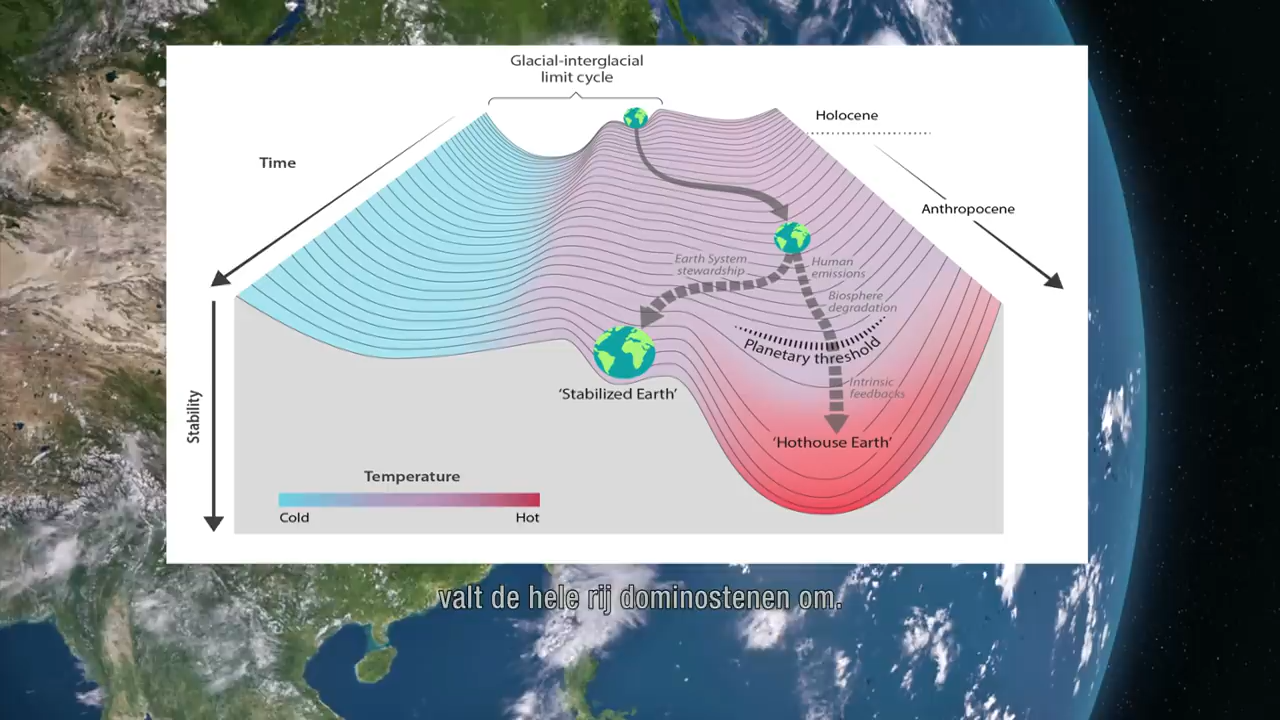 Glacial-interglacial
limit cycle
Holocene
Time
Anthropocene
Earth System
stewardship
Human
emissions
Biosphere
degradation
Planetary threshold
Intrinsic
feedbacks
'Stabilized Earth'
'Hothouse Earth'
Stability
Temperature
Cold
Hot
valt de hele rij dominostenen om.